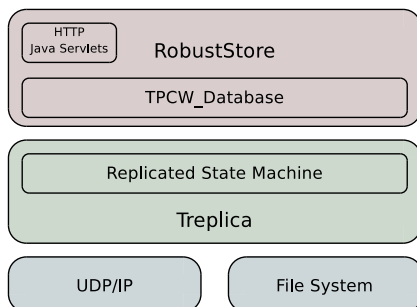 HTTP
Java Servlets
RobustStore
TPCW_Database
Replicated State Machine
Treplica
UDP/IP
File System